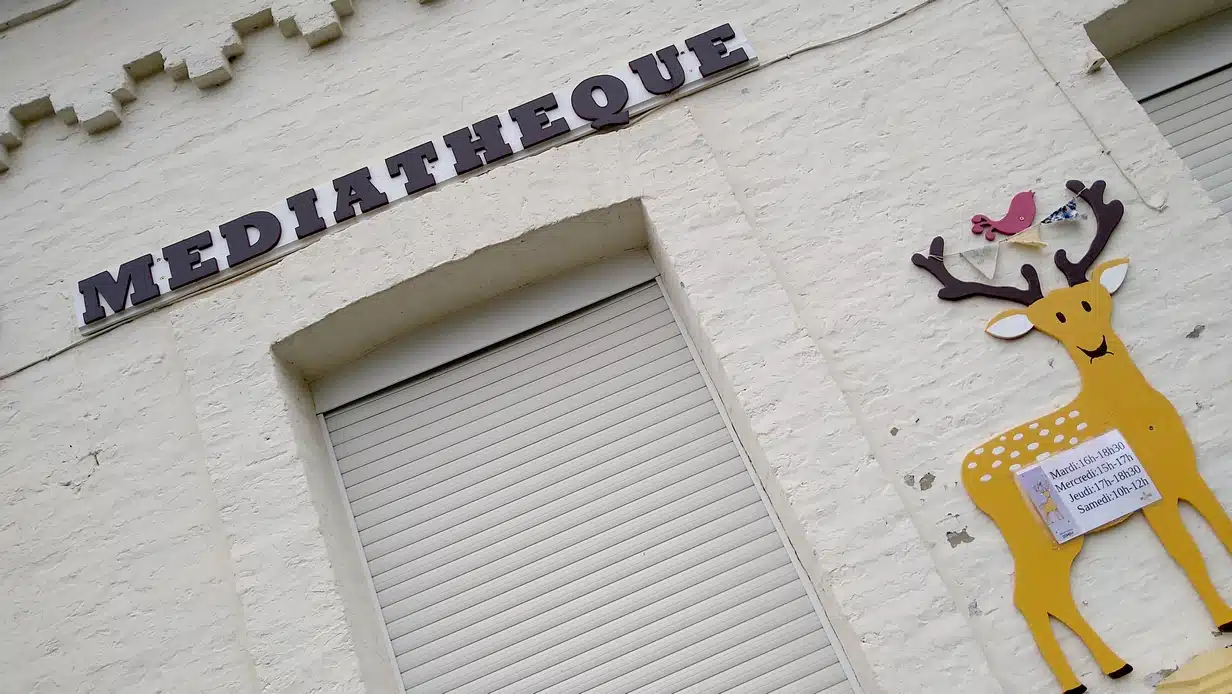 MEDIATHEQUE
Mardi:16h-18h30
Mercredi:15h-17h
Jeudi:17h-18h30
Samedi:10h-12h